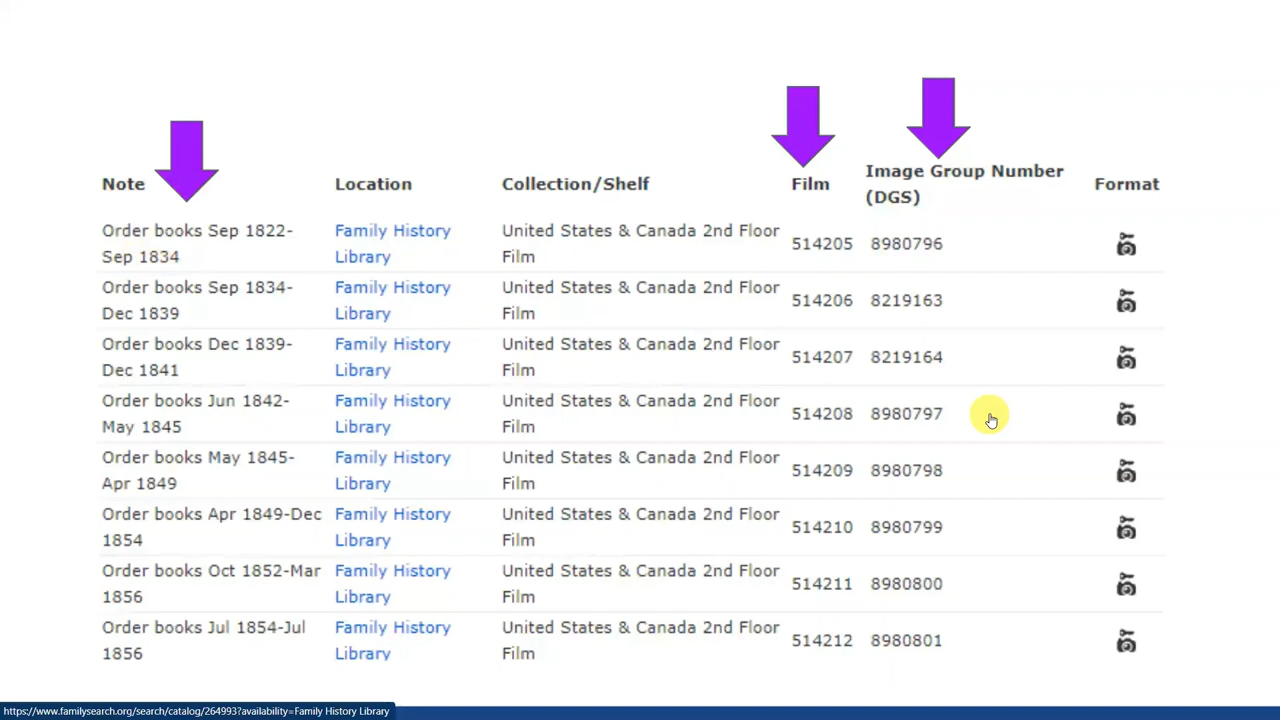 Note Location Collection/Shelf Film Image Group Number
(DGS) Format
Order books Sep 1822-
Sep 1834 Family History
Library United States & Canada 2nd Floor
Film 514205 8980796
Order books Sep 1834-
Dec 1839 Family History
Library United States & Canada 2nd Floor
Film 514206 8219163
Order books Dec 1839-
Dec 1841 Family History
Library United States & Canada 2nd Floor
Film 514207 8219164
Order books Jun 1842-
May 1845 Family History
Library United States & Canada 2nd Floor
Film 514208 8980797
Order books May 1845-
Apr 1849 Family History
Library United States & Canada 2nd Floor
Film 514209 8980798
Order books Apr 1849-Dec
1854 Family History
Library United States & Canada 2nd Floor
Film 514210 8980799
Order books Oct 1852-Mar
1856 Family History
Library United States & Canada 2nd Floor
Film 514211 8980800
Order books Jul 1854-Jul
1856 Family History
Library United States & Canada 2nd Floor
Film 514212 8980801
https://www.familysearch.org/search/catalog/264993?availability=Family History Library